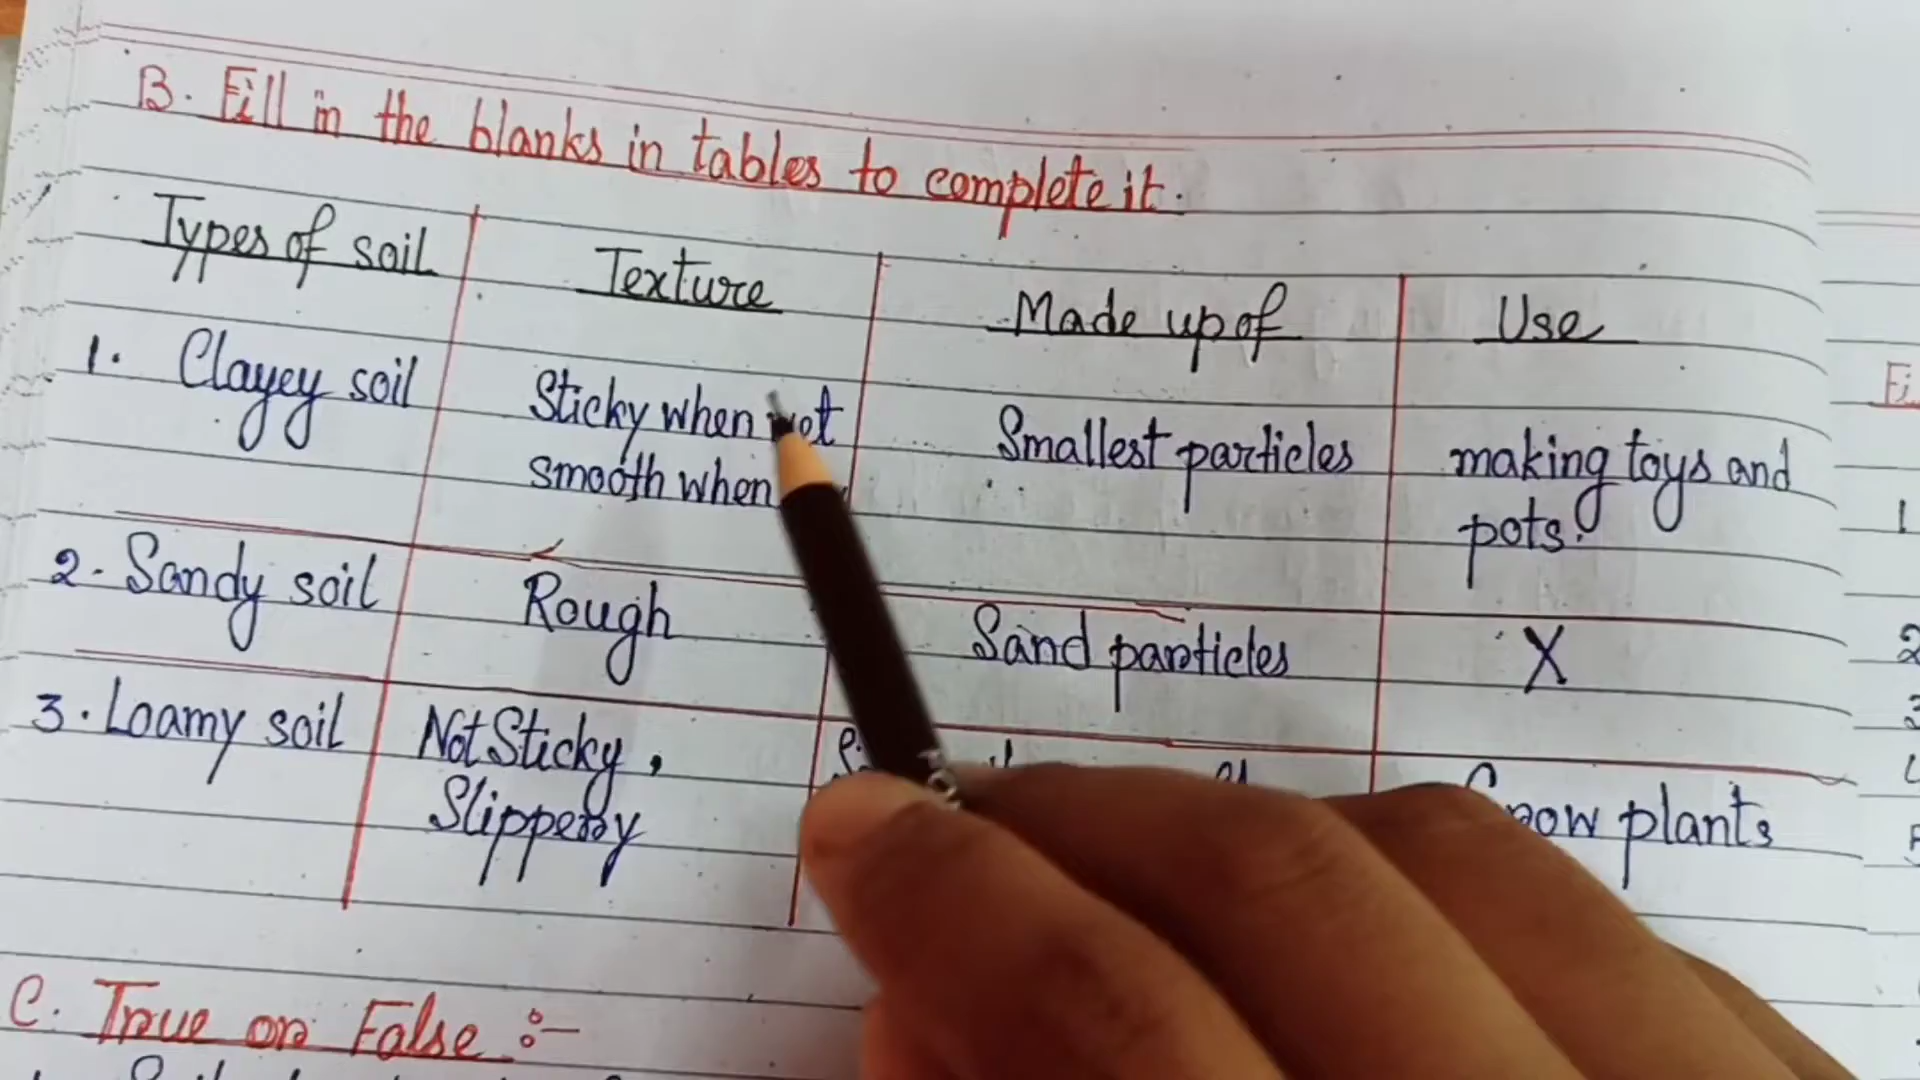 B. Fill in the blanks in tables to complete it.
Types of soil Texture Made up of Use
1. Clayey soil Sticky when wet Smallest particles making toys and
smooth when pots.
2. Sandy soil Rough Sand particles X
3. Loamy soil Not Sticky, plants
Slippery
C. True or False :-